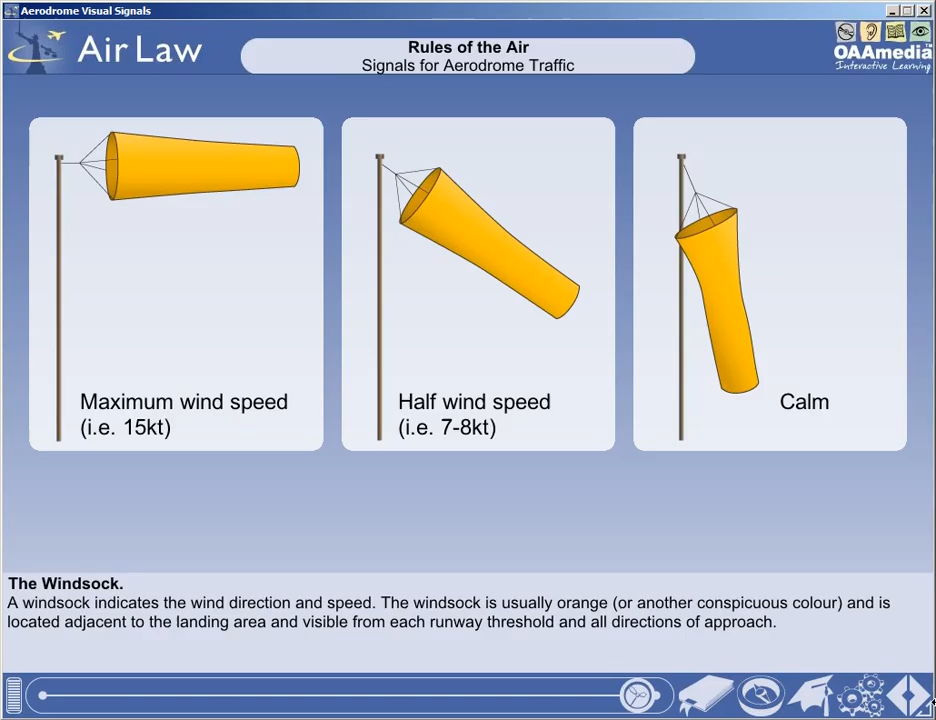 Aerodrome Visual Signals
Air Law
Rules of the Air
Signals for Aerodrome Traffic
OAAmedia™
Interactive Learning
Maximum wind speed
(i.e. 15kt)
Half wind speed
(i.e. 7-8kt)
Calm
The Windsock.
A windsock indicates the wind direction and speed. The windsock is usually orange (or another conspicuous colour) and is
located adjacent to the landing area and visible from each runway threshold and all directions of approach.